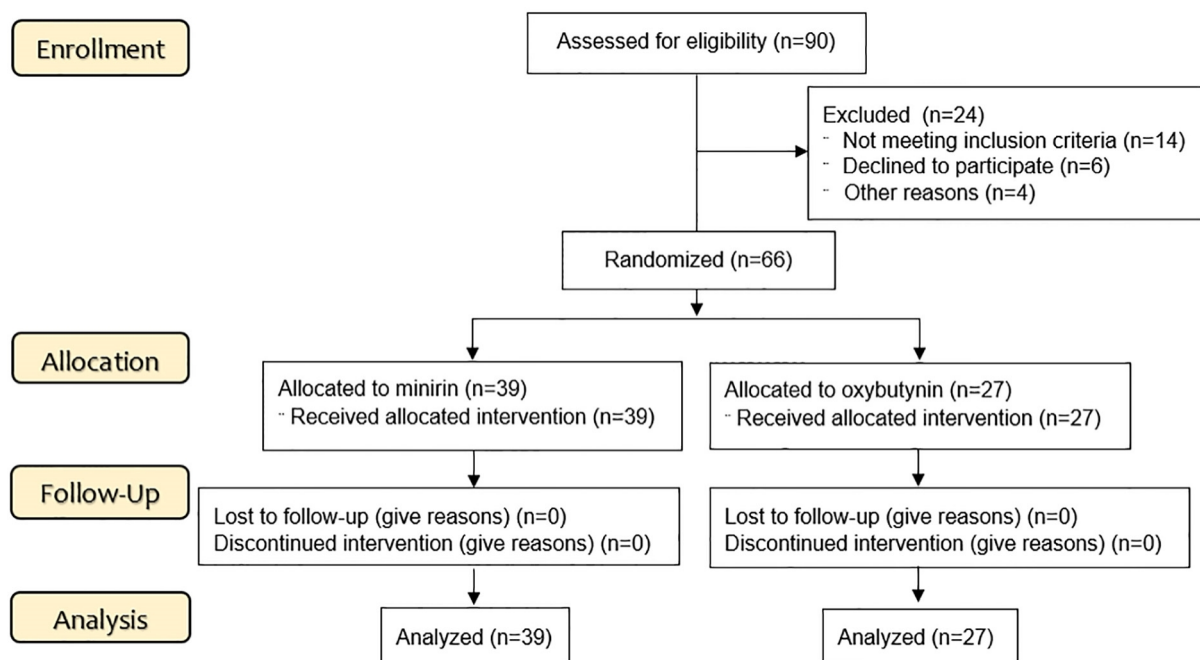 Enrollment
Assessed for eligibility (n=90)
Excluded (n=24)
¨ Not meeting inclusion criteria (n=14)
¨ Declined to participate (n=6)
¨ Other reasons (n=4)
Randomized (n=66)
Allocation
Allocated to minirin (n=39)
¨ Received allocated intervention (n=39)
Allocated to oxybutynin (n=27)
¨ Received allocated intervention (n=27)
Follow-Up
Lost to follow-up (give reasons) (n=0)
Discontinued intervention (give reasons) (n=0)
Lost to follow-up (give reasons) (n=0)
Discontinued intervention (give reasons) (n=0)
Analysis
Analyzed (n=39)
Analyzed (n=27)